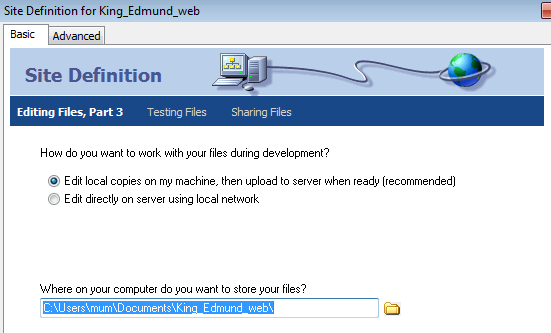 Site Definition for King_Edmund_web
Basic Advanced
Site Definition
Editing Files, Part 3 Testing Files Sharing Files
How do you want to work with your files during development?
Edit local copies on my machine, then upload to server when ready (recommended)
Edit directly on server using local network
Where on your computer do you want to store your files?
C:\Users\mum\Documents\King_Edmund_web\